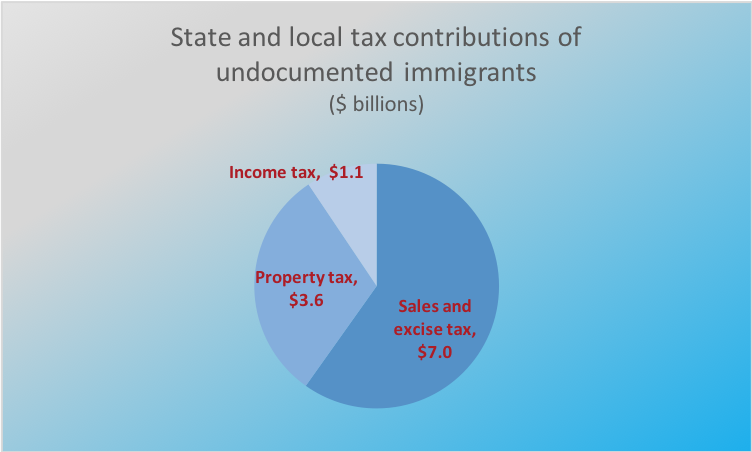 State and local tax contributions of
undocumented immigrants
($ billions)
Income tax, $1.1
Property tax,
$3.6
Sales and
excise tax,
$7.0